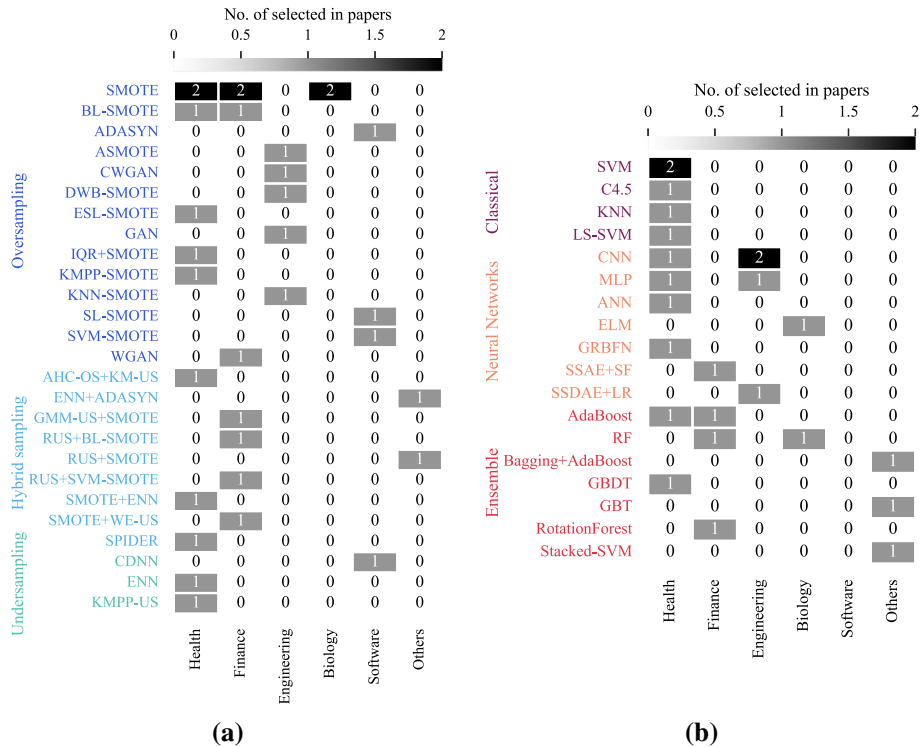 No. of selected in papers
0 0.5 1 1.5 2
Oversampling
SMOTE 2 2 0 2 0 0
BL-SMOTE 1 1 0 0 0 0
ADASYN 0 0 0 0 1 0
ASMOTE 0 0 1 0 0 0
CWGAN 0 0 1 0 0 0
DWB-SMOTE 0 0 1 0 0 0
ESL-SMOTE 1 0 0 0 0 0
GAN 0 0 1 0 0 0
IQR+SMOTE 1 0 0 0 0 0
KMPP-SMOTE 1 0 0 0 0 0
KNN-SMOTE 0 0 1 0 0 0
SL-SMOTE 0 0 0 0 1 0
SVM-SMOTE 0 0 0 0 1 0
WGAN 0 1 0 0 0 0
Hybrid sampling
AHC-OS+KM-US 1 0 0 0 0 0
ENN+ADASYN 0 0 0 0 0 1
GMM-US+SMOTE 0 1 0 0 0 0
RUS+BL-SMOTE 0 1 0 0 0 0
RUS+SMOTE 0 0 0 0 0 1
RUS+SVM-SMOTE 0 1 0 0 0 0
SMOTE+ENN 1 0 0 0 0 0
SMOTE+WE-US 0 1 0 0 0 0
SPIDER 1 0 0 0 0 0
Undersampling
CDNN 0 0 0 0 1 0
ENN 1 0 0 0 0 0
KMPP-US 1 0 0 0 0 0
Health Finance Engineering Biology Software Others
(a)
No. of selected in papers
0 0.5 1 1.5 2
Classical
SVM 2 0 0 0 0 0
C4.5 1 0 0 0 0 0
KNN 1 0 0 0 0 0
LS-SVM 1 0 0 0 0 0
Neural Networks
CNN 1 0 2 0 0 0
MLP 1 0 1 0 0 0
ANN 1 0 0 0 0 0
ELM 0 0 0 1 0 0
GRBFN 1 0 0 0 0 0
SSAE+SF 0 1 0 0 0 0
SSDAE+LR 0 0 1 0 0 0
Ensemble
AdaBoost 1 1 0 0 0 0
RF 0 1 0 1 0 0
Bagging+AdaBoost 0 0 0 0 0 1
GBDT 1 0 0 0 0 0
GBT 0 0 0 0 0 1
RotationForest 0 1 0 0 0 0
Stacked-SVM 0 0 0 0 0 1
Health Finance Engineering Biology Software Others
(b)